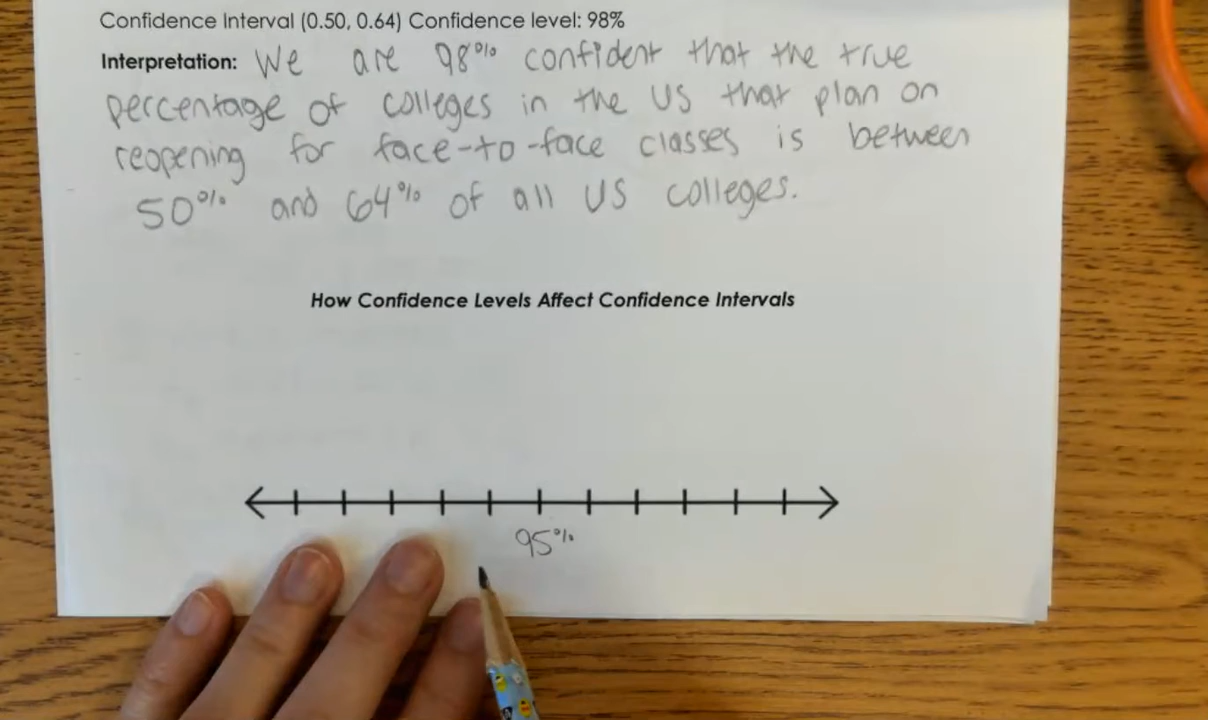 Confidence Interval (0.50, 0.64) Confidence level: 98%
Interpretation: We are 98% confident that the true
percentage of colleges in the US that plan on
reopening for face-to-face classes is between
50% and 64% of all US colleges.
How Confidence Levels Affect Confidence Intervals
95%